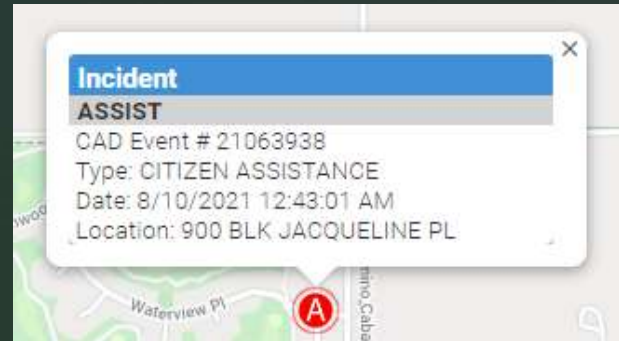 ×
Incident
ASSIST
CAD Event # 21063938
Type: CITIZEN ASSISTANCE
Date: 8/10/2021 12:43:01 AM
Location: 900 BLK JACQUELINE PL
Waterview Pl
A